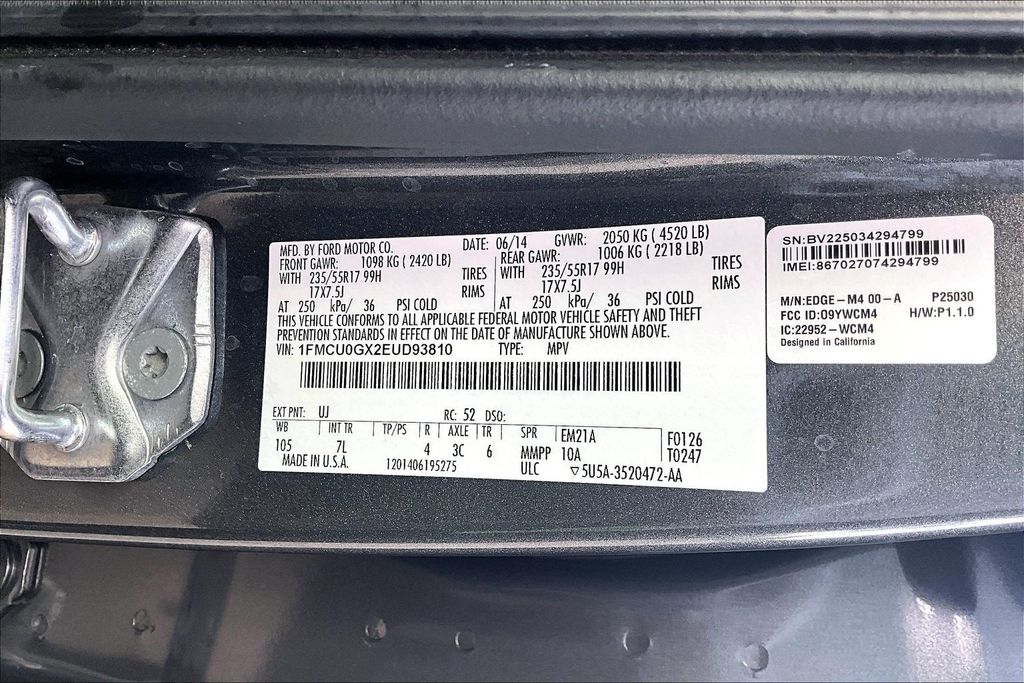 MFD. BY FORD MOTOR CO.
DATE: 06/14
GVWR: 2050 KG ( 4520 LB)
FRONT GAWR: 1098 KG ( 2420 LB)
WITH 235/55R17 99H TIRES
17X7.5J RIMS
AT 250 kPa/ 36 PSI COLD
REAR GAWR: 1006 KG ( 2218 LB)
WITH 235/55R17 99H TIRES
17X7.5J RIMS
AT 250 kPa/ 36 PSI COLD
THIS VEHICLE CONFORMS TO ALL APPLICABLE FEDERAL MOTOR VEHICLE SAFETY AND THEFT
PREVENTION STANDARDS IN EFFECT ON THE DATE OF MANUFACTURE SHOWN ABOVE.
VIN: 1FMCU0GX2EUD93810 TYPE: MPV
EXT PNT: UJ RC: 52 DSO:
WB INT TR TP/PS R AXLE TR SPR EM21A F0126
105 7L 4 3C 6 MMPP 10A T0247
MADE IN U.S.A. 1201406195275 ULC ▽5U5A-3520472-AA
SN:BV225034294799
IMEI:867027074294799
M/N:EDGE-M4 00-A P25030
FCC ID:09YWCM4 H/W:P1.1.0
IC:22952-WCM4
Designed in California